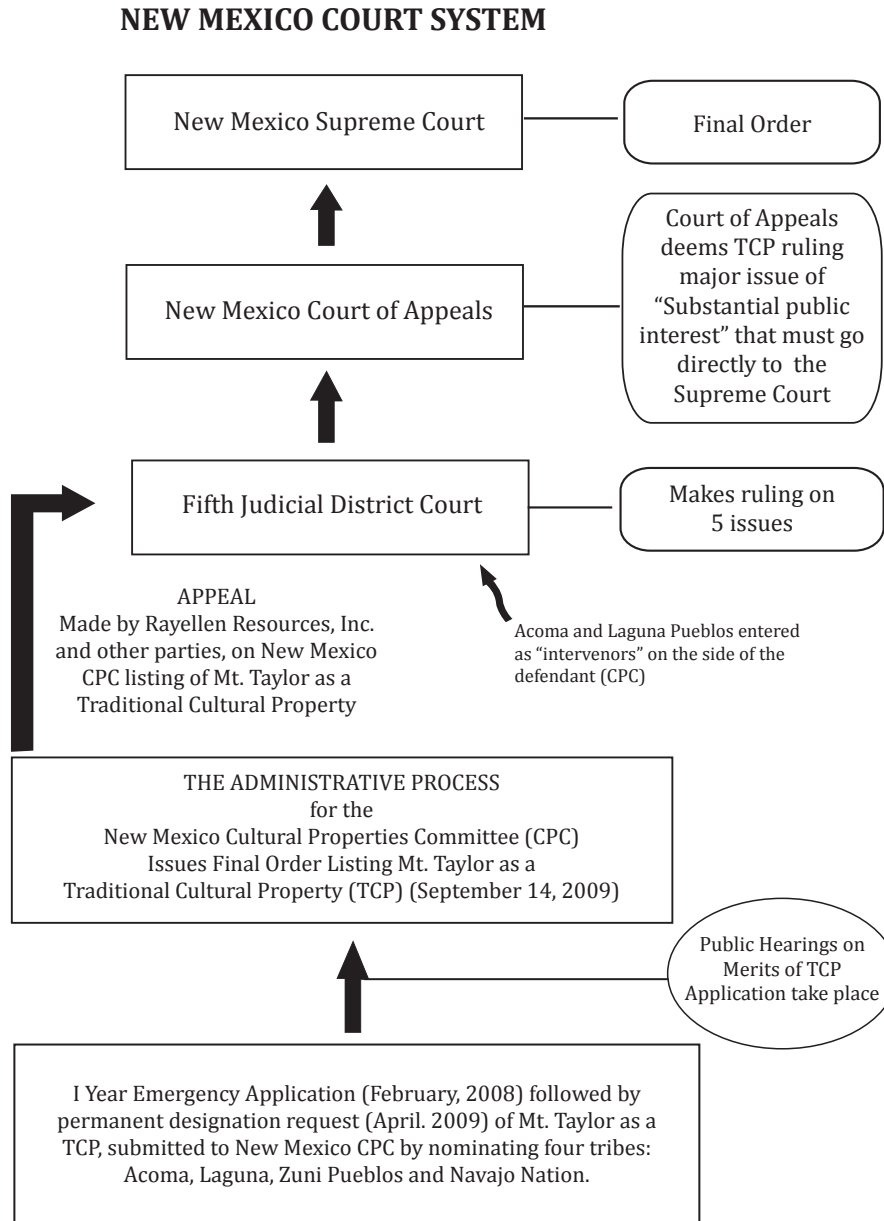 NEW MEXICO COURT SYSTEM
New Mexico Supreme Court
Final Order
New Mexico Court of Appeals
Court of Appeals
deems TCP ruling
major issue of
“Substantial public
interest” that must go
directly to the
Supreme Court
Fifth Judicial District Court
Makes ruling on
5 issues
APPEAL
Made by Rayellen Resources, Inc.
and other parties, on New Mexico
CPC listing of Mt. Taylor as a
Traditional Cultural Property
Acoma and Laguna Pueblos entered
as “intervenors” on the side of the
defendant (CPC)
THE ADMINISTRATIVE PROCESS
for the
New Mexico Cultural Properties Committee (CPC)
Issues Final Order Listing Mt. Taylor as a
Traditional Cultural Property (TCP) (September 14, 2009)
Public Hearings on
Merits of TCP
Application take place
I Year Emergency Application (February, 2008) followed by
permanent designation request (April. 2009) of Mt. Taylor as a
TCP, submitted to New Mexico CPC by nominating four tribes:
Acoma, Laguna, Zuni Pueblos and Navajo Nation.